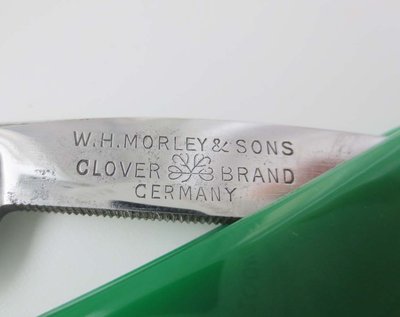 W.H. MORLEY & SONS
CLOVER BRAND
GERMANY